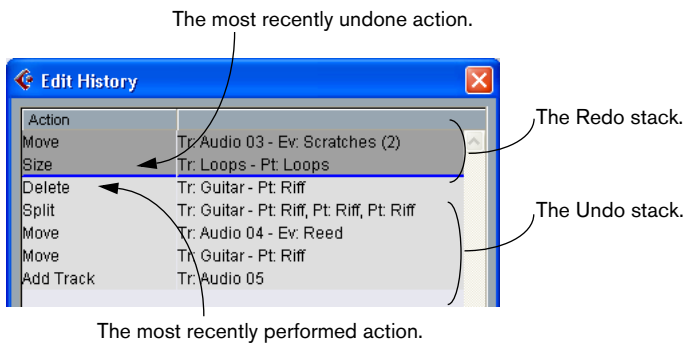 The most recently undone action.
Edit History
Action
Move Tr: Audio 03 - Ev: Scratches (2)
The Redo stack.
Size Tr: Loops - Pt: Loops
Delete Tr: Guitar - Pt: Riff
Split Tr: Guitar - Pt: Riff, Pt: Riff, Pt: Riff
The Undo stack.
Move Tr: Audio 04 - Ev: Reed
Move Tr: Guitar - Pt: Riff
Add Track Tr: Audio 05
The most recently performed action.